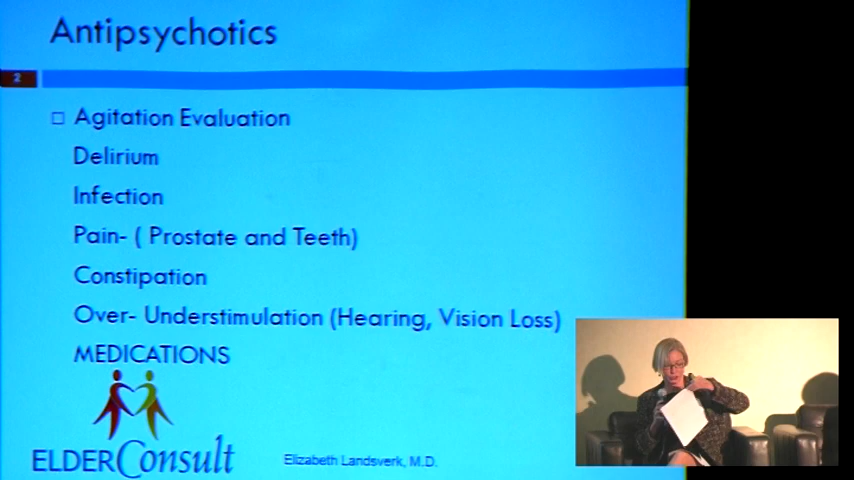 Antipsychotics
2
Agitation Evaluation
Delirium
Infection
Pain- ( Prostate and Teeth)
Constipation
Over- Understimulation (Hearing, Vision Loss)
MEDICATIONS
ELDERConsult
Elizabeth Landsverk, M.D.